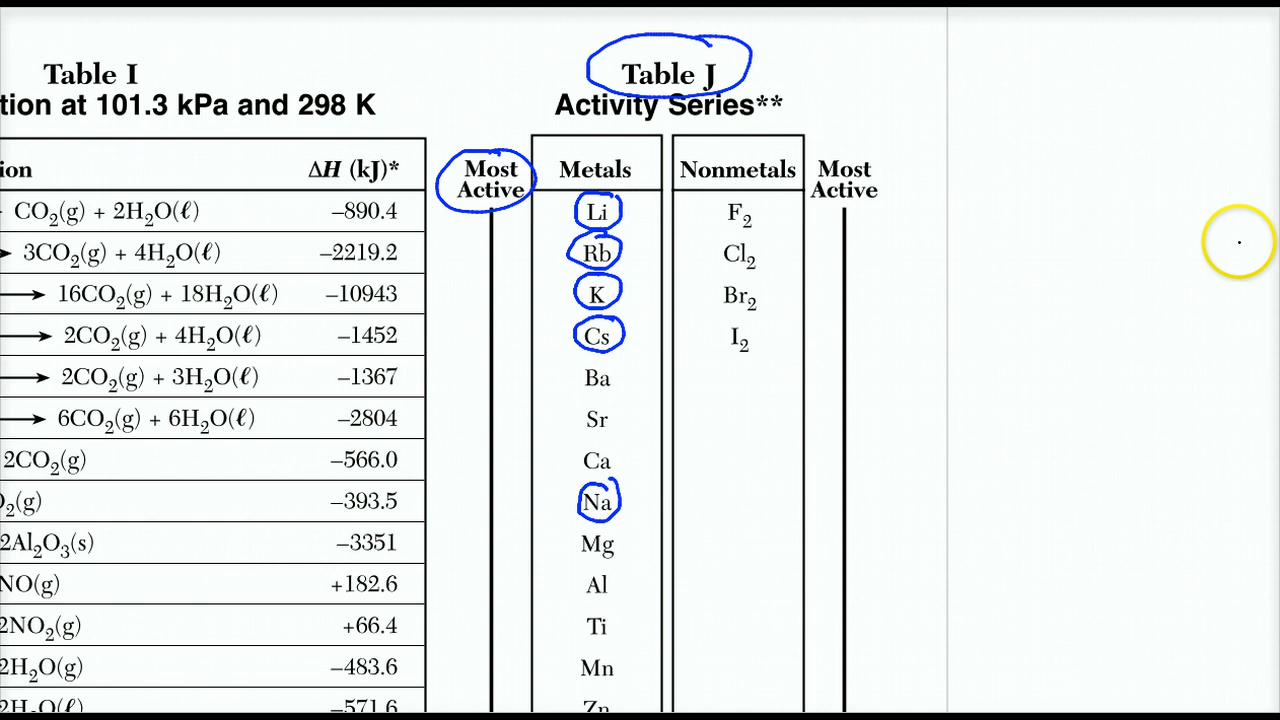 Table I
tion at 101.3 kPa and 298 K
ion ΔH (kJ)*
CO₂(g) + 2H₂O(ℓ) –890.4
3CO₂(g) + 4H₂O(ℓ) –2219.2
⟶ 16CO₂(g) + 18H₂O(ℓ) –10943
⟶ 2CO₂(g) + 4H₂O(ℓ) –1452
⟶ 2CO₂(g) + 3H₂O(ℓ) –1367
⟶ 6CO₂(g) + 6H₂O(ℓ) –2804
2CO₂(g) –566.0
O₂(g) –393.5
2Al₂O₃(s) –3351
NO(g) +182.6
2NO₂(g) +66.4
2H₂O(g) –483.6
2H₂O(ℓ) –571.6
Table J
Activity Series**
Most
Active
Metals Nonmetals
Most
Active
Li F₂
Rb Cl₂
K Br₂
Cs I₂
Ba
Sr
Ca
Na
Mg
Al
Ti
Mn
Zn